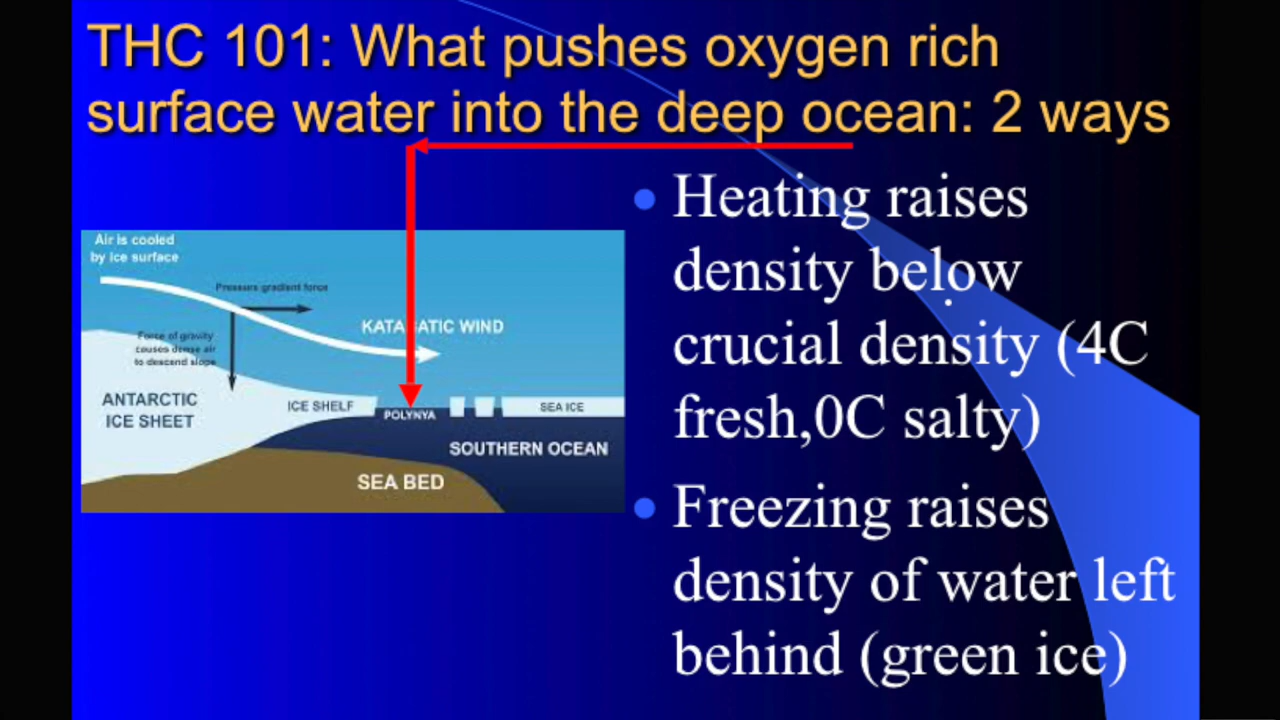 THC 101: What pushes oxygen rich
surface water into the deep ocean: 2 ways
Air is cooled
by ice surface
Pressure gradient force
Force of gravity
causes dense air
to descend slope
KATABATIC WIND
ANTARCTIC
ICE SHEET
ICE SHELF
POLYNYA
SEA ICE
SOUTHERN OCEAN
SEA BED
Heating raises
density below
crucial density (4C
fresh,0C salty)
Freezing raises
density of water left
behind (green ice)